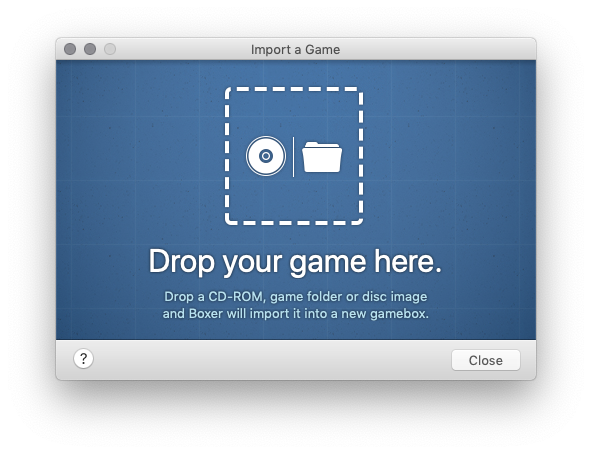 Import a Game
Drop your game here.
Drop a CD-ROM, game folder or disc image
and Boxer will import it into a new gamebox.
?
Close